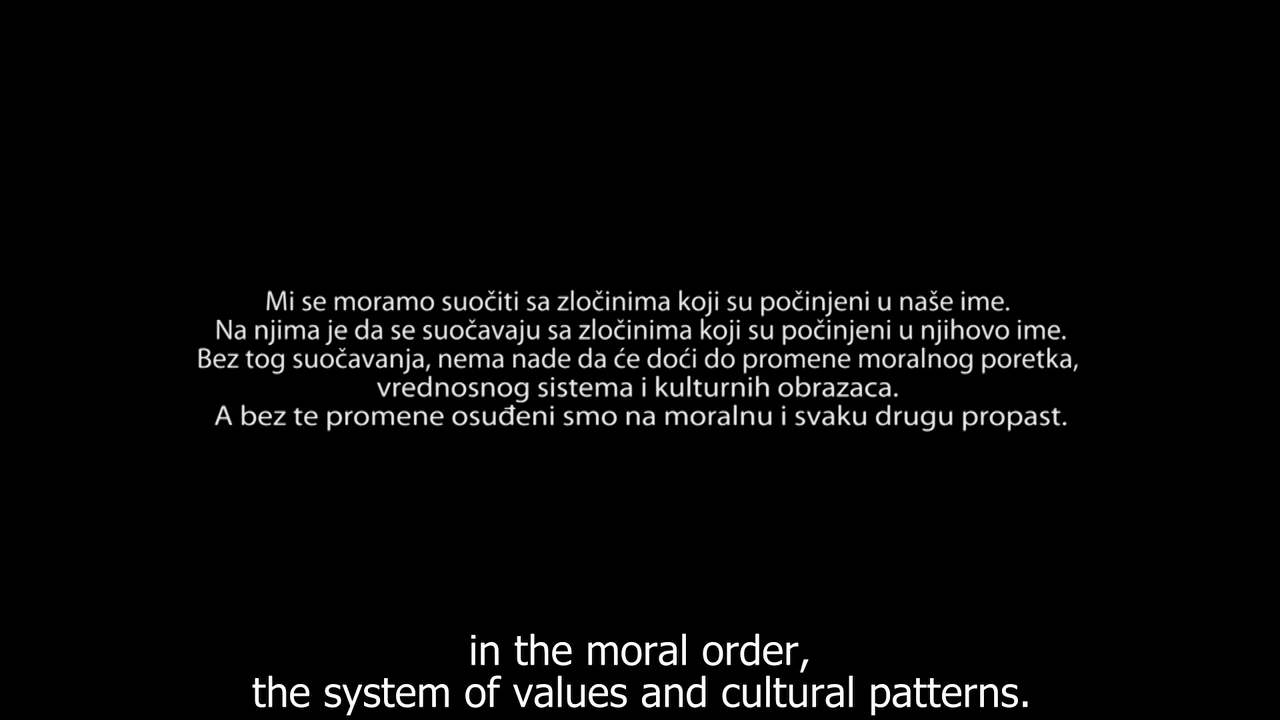 Mi se moramo suočiti sa zločinima koji su počinjeni u naše ime.
Na njima je da se suočavaju sa zločinima koji su počinjeni u njihovo ime.
Bez tog suočavanja, nema nade da će doći do promene moralnog poretka,
vrednosnog sistema i kulturnih obrazaca.
A bez te promene osuđeni smo na moralnu i svaku drugu propast.
in the moral order,
the system of values and cultural patterns.